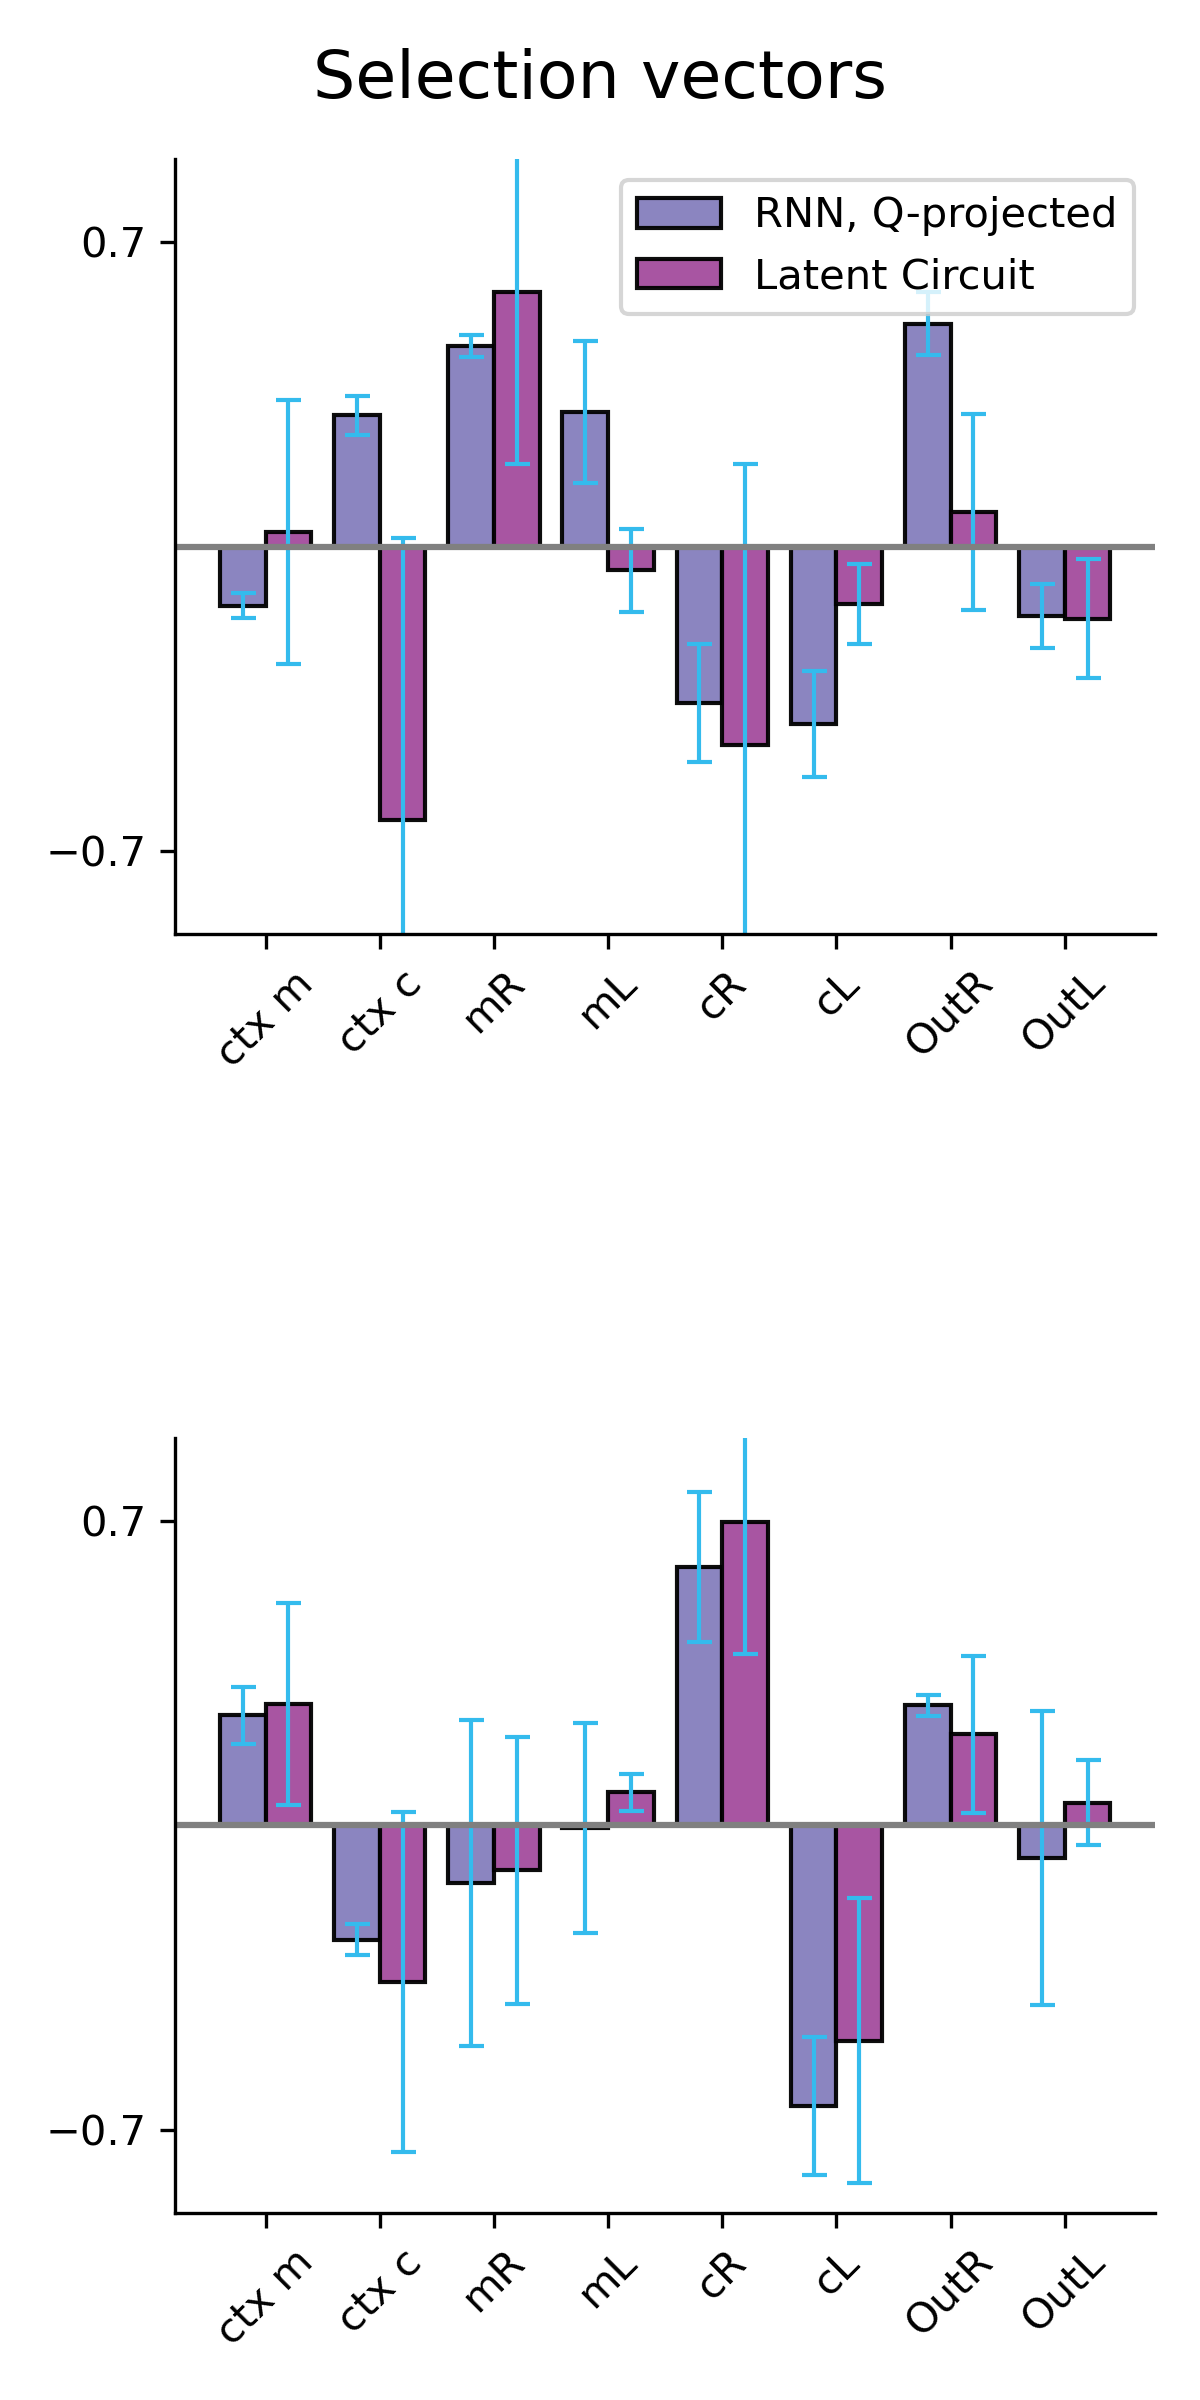 Selection vectors
RNN, Q-projected
Latent Circuit
0.7
−0.7
ctx m
ctx c
mR
mL
cR
cL
OutR
OutL
0.7
−0.7
ctx m
ctx c
mR
mL
cR
cL
OutR
OutL